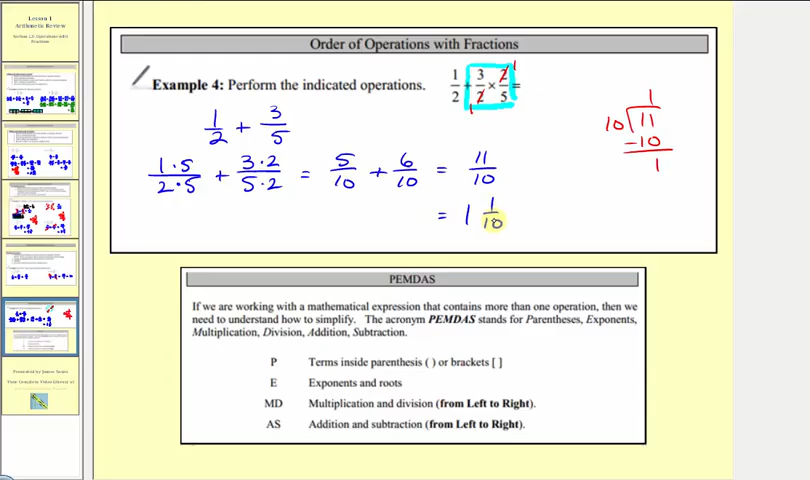 Lesson 1
Arithmetic Review
Order of Operations with Fractions
Example 4: Perform the indicated operations. 1/2 + 3/2 × 2/5 =
1
1
1/2 + 3/5
1·5/2·5 + 3·2/5·2 = 5/10 + 6/10 = 11/10
= 1 1/10
1
10 11
-10
1
PEMDAS
If we are working with a mathematical expression that contains more than one operation, then we
need to understand how to simplify. The acronym PEMDAS stands for Parentheses, Exponents,
Multiplication, Division, Addition, Subtraction.
P Terms inside parenthesis ( ) or brackets [ ]
E Exponents and roots
MD Multiplication and division (from Left to Right).
AS Addition and subtraction (from Left to Right).